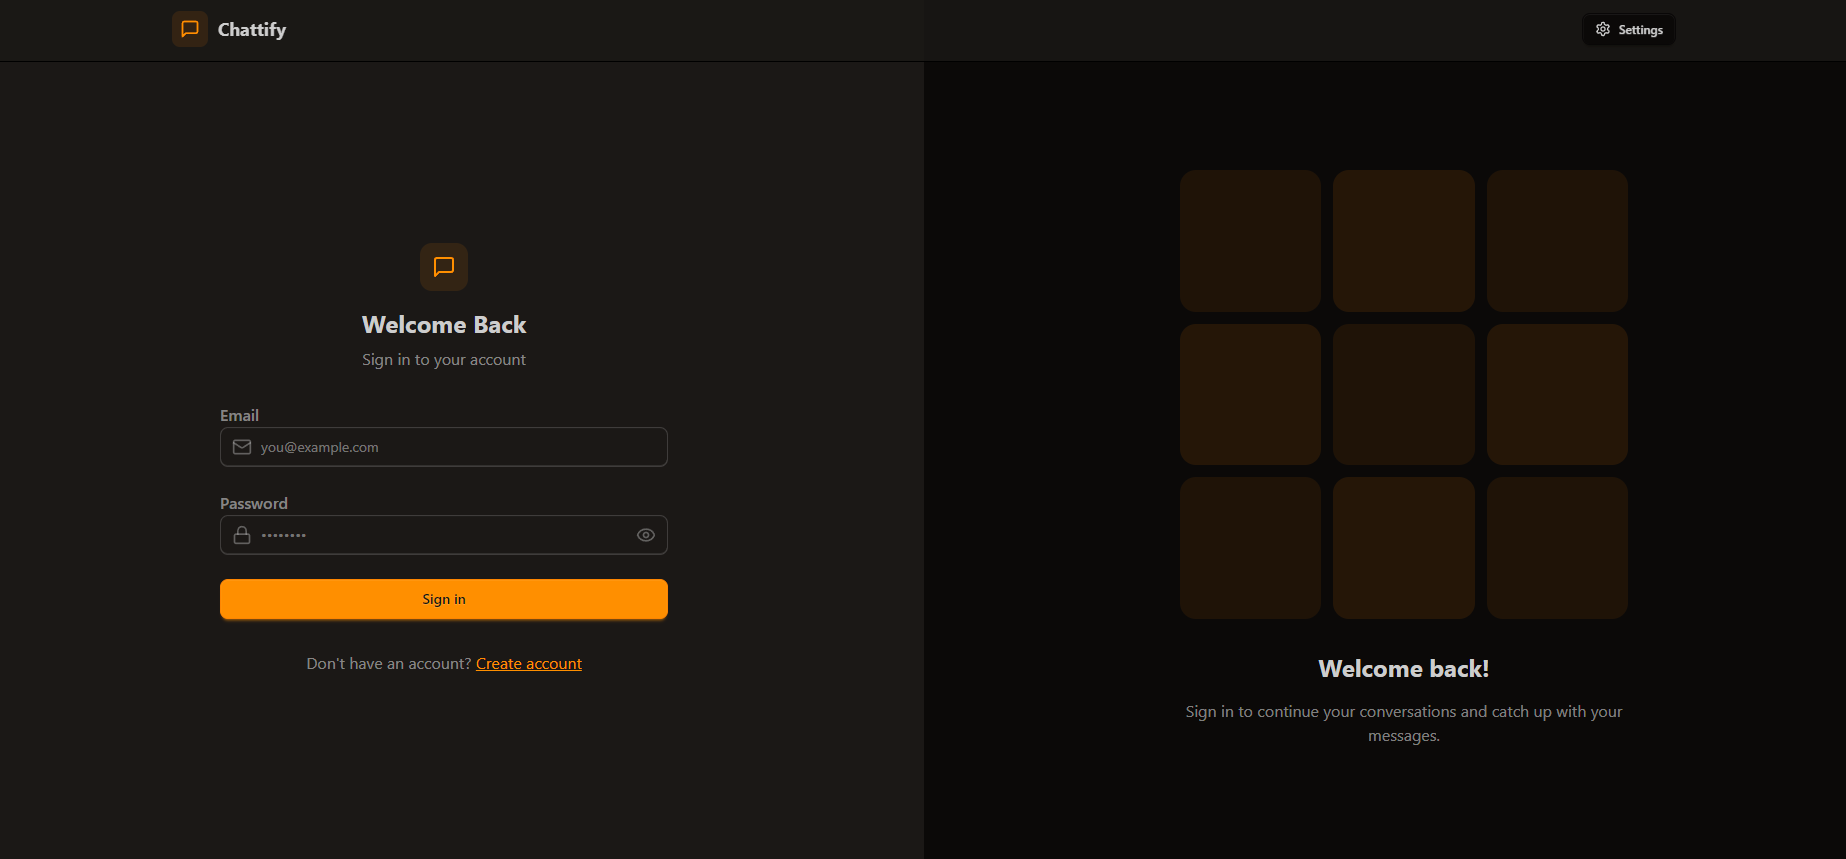 Chattify
Settings
Welcome Back
Sign in to your account
Email
you@example.com
Password
••••••••
Sign in
Don't have an account? Create account
Welcome back!
Sign in to continue your conversations and catch up with your
messages.